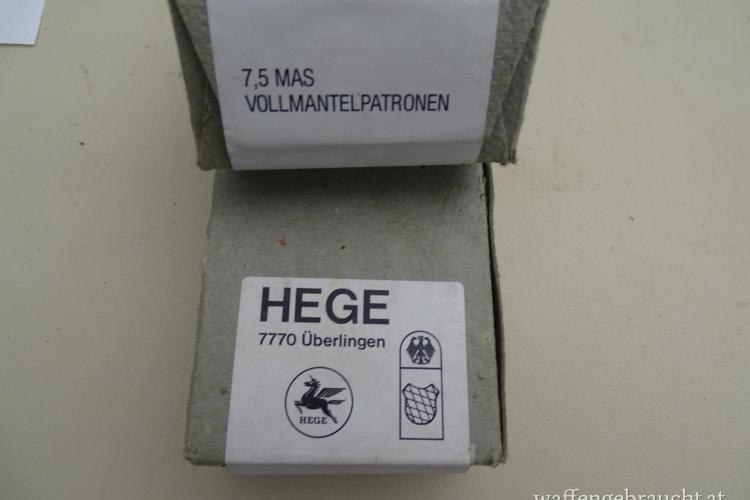 7,5 MAS
VOLLMANTELPATRONEN
HEGE
7770 Überlingen
HEGE
waffengebraucht.at